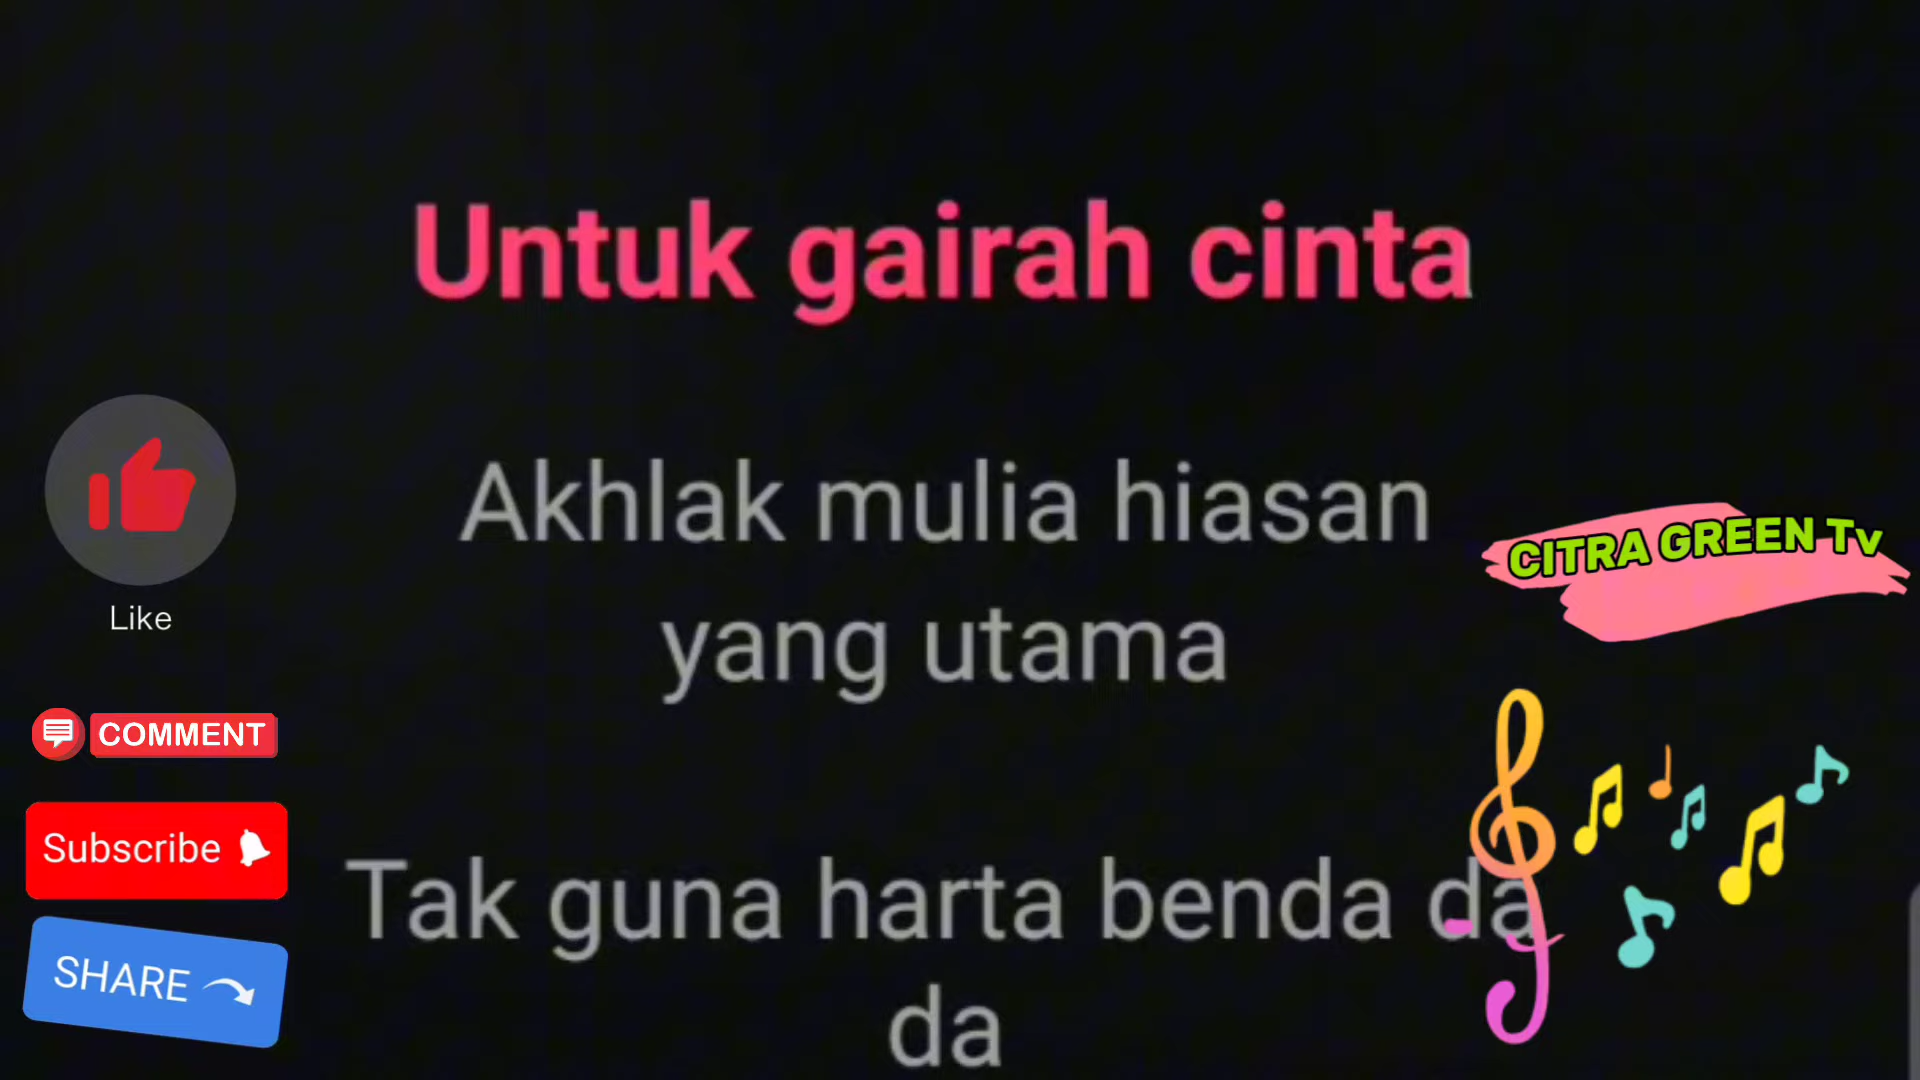 Untuk gairah cinta
Akhlak mulia hiasan
yang utama
Tak guna harta benda da
da
Like
COMMENT
Subscribe
SHARE
CITRA GREEN Tv